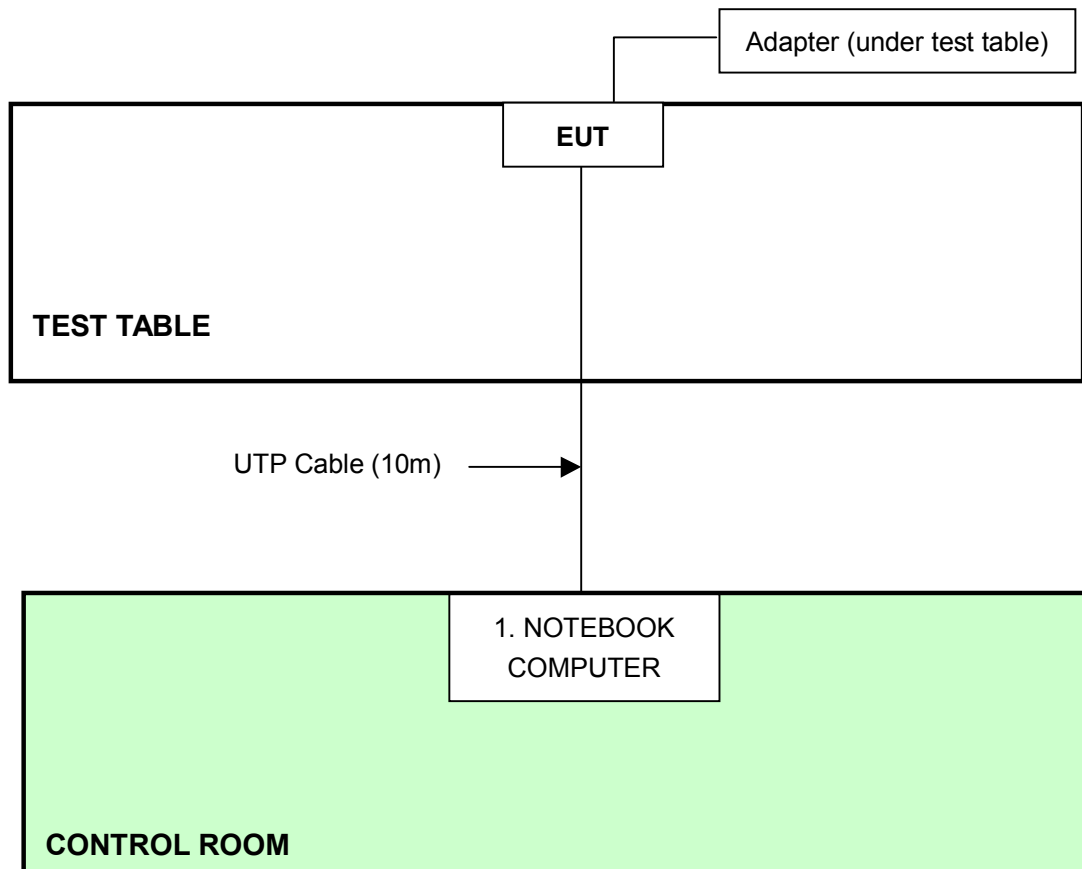 Adapter (under test table)
EUT
TEST TABLE
UTP Cable (10m)
1. NOTEBOOK
COMPUTER
CONTROL ROOM